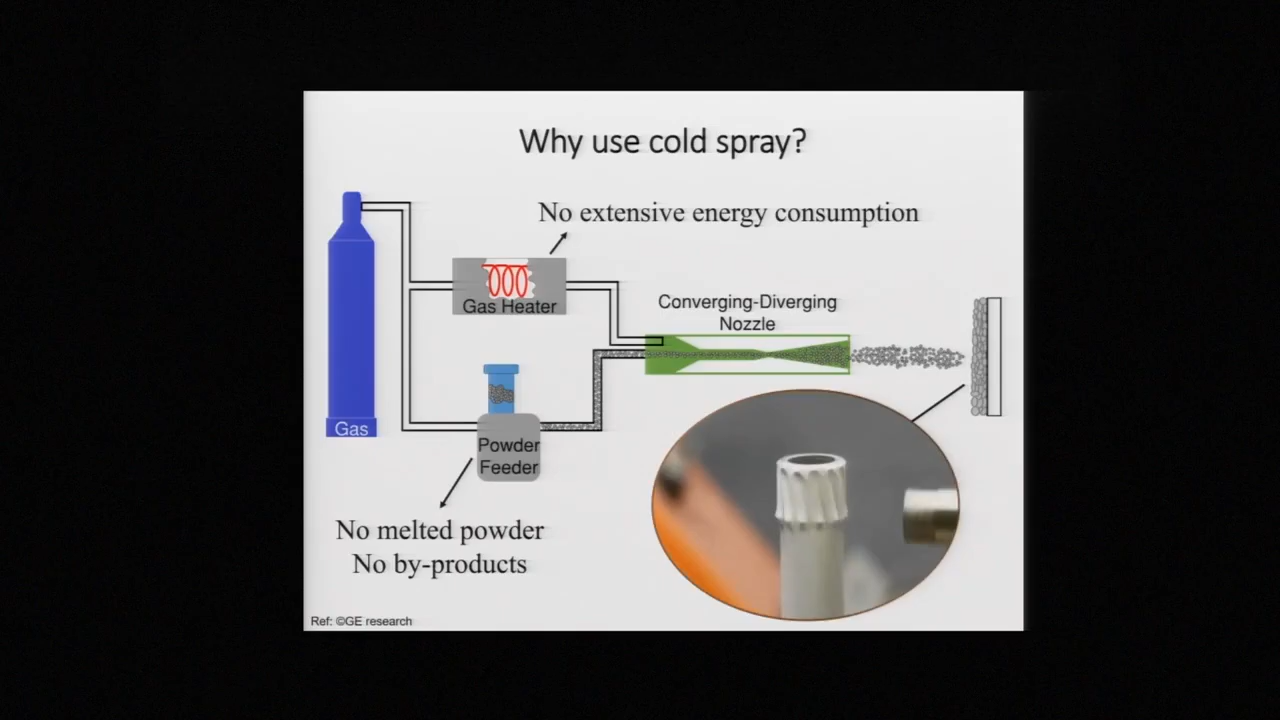 Why use cold spray?
No extensive energy consumption
Gas Heater
Converging-Diverging
Nozzle
Gas
Powder
Feeder
No melted powder
No by-products
Ref: ©GE research